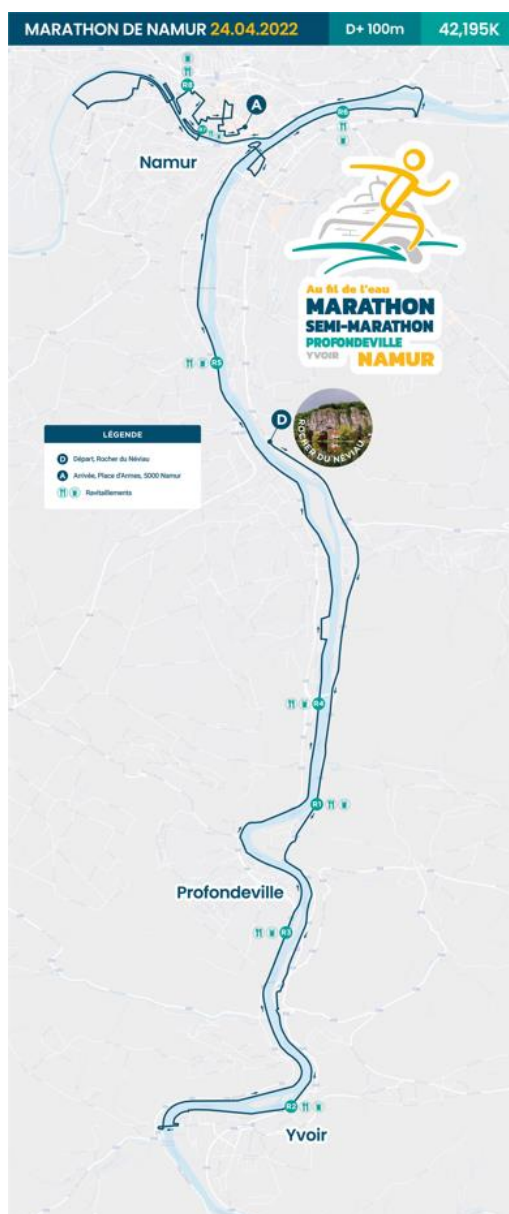 MARATHON DE NAMUR 24.04.2022
D+ 100m
42,195K
R8
A
R7
R6
Namur
Au fil de l'eau
MARATHON
SEMI-MARATHON
PROFONDEVILLE
YVOIR NAMUR
R5
D
ROCHER DU NÉVIAU
LÉGENDE
D Départ, Rocher du Néviau
A Arrivée, Place d'Armes, 5000 Namur
Ravitaillements
R4
R1
Profondeville
R3
R2
Yvoir